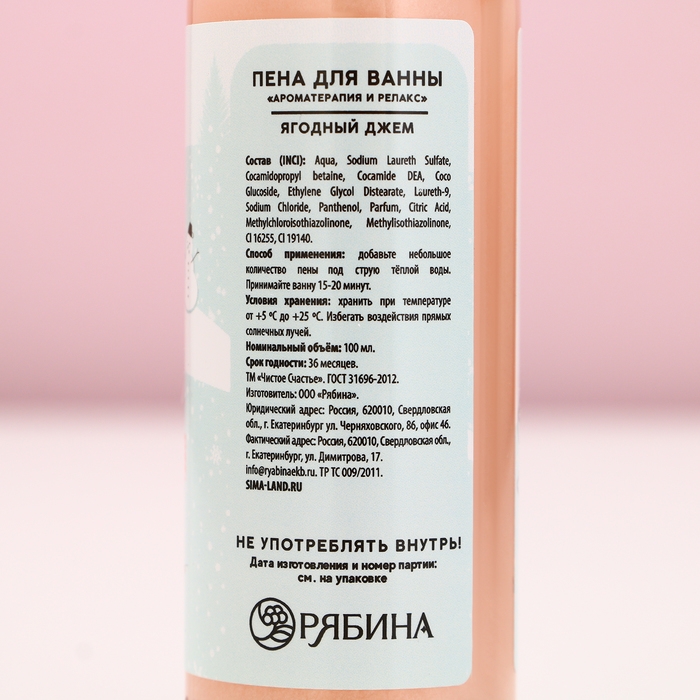 ПЕНА ДЛЯ ВАННЫ
«АРОМАТЕРАПИЯ И РЕЛАКС»
ЯГОДНЫЙ ДЖЕМ
Состав (INCI): Aqua, Sodium Laureth Sulfate,
Cocamidopropyl betaine, Cocamide DEA, Coco
Glucoside, Ethylene Glycol Distearate, Laureth-9,
Sodium Chloride, Panthenol, Parfum, Citric Acid,
Methylchloroisothiazolinone, Methylisothiazolinone,
CI 16255, CI 19140.
Способ применения: добавьте небольшое
количество пены под струю тёплой воды.
Принимайте ванну 15-20 минут.
Условия хранения: хранить при температуре
от +5 ºС до +25 ºС. Избегать воздействия прямых
солнечных лучей.
Номинальный объём: 100 мл.
Срок годности: 36 месяцев.
ТМ «Чистое Счастье». ГОСТ 31696-2012.
Изготовитель: ООО «Рябина».
Юридический адрес: Россия, 620010, Свердловская
обл., г. Екатеринбург ул. Черняховского, 86, офис 46.
Фактический адрес: Россия, 620010, Свердловская обл.,
г. Екатеринбург, ул. Димитрова, 17.
info@ryabinaekb.ru. ТР ТС 009/2011.
SIMA-LAND.RU
НЕ УПОТРЕБЛЯТЬ ВНУТРЬ!
Дата изготовления и номер партии:
см. на упаковке
РЯБИНА